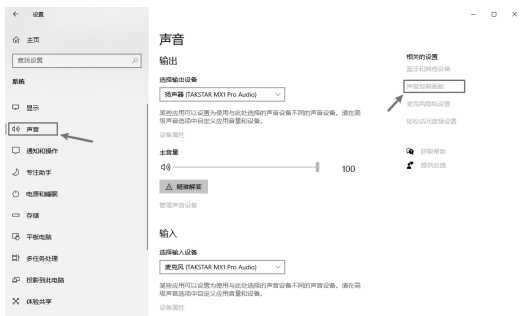 设置
主页
查找设置
系统
显示
声音
通知和操作
专注助手
电源和睡眠
存储
平板电脑
多任务处理
投影到此电脑
体验共享
声音
输出
选择输出设备
扬声器 (TAKSTAR MX1 Pro Audio)
某些应用可以设置为使用与此处选择的声音设备不同的声音设备。请在高
级声音选项中自定义应用音量和设备。
设备属性
主音量
100
疑难解答
管理声音设备
输入
选择输入设备
麦克风 (TAKSTAR MX1 Pro Audio)
某些应用可以设置为使用与此处选择的声音设备不同的声音设备。请在高
级声音选项中自定义应用音量和设备。
设备属性
相关的设置
蓝牙和其他设备
声音控制面板
麦克风隐私设置
轻松访问音频设置
获取帮助
提供反馈